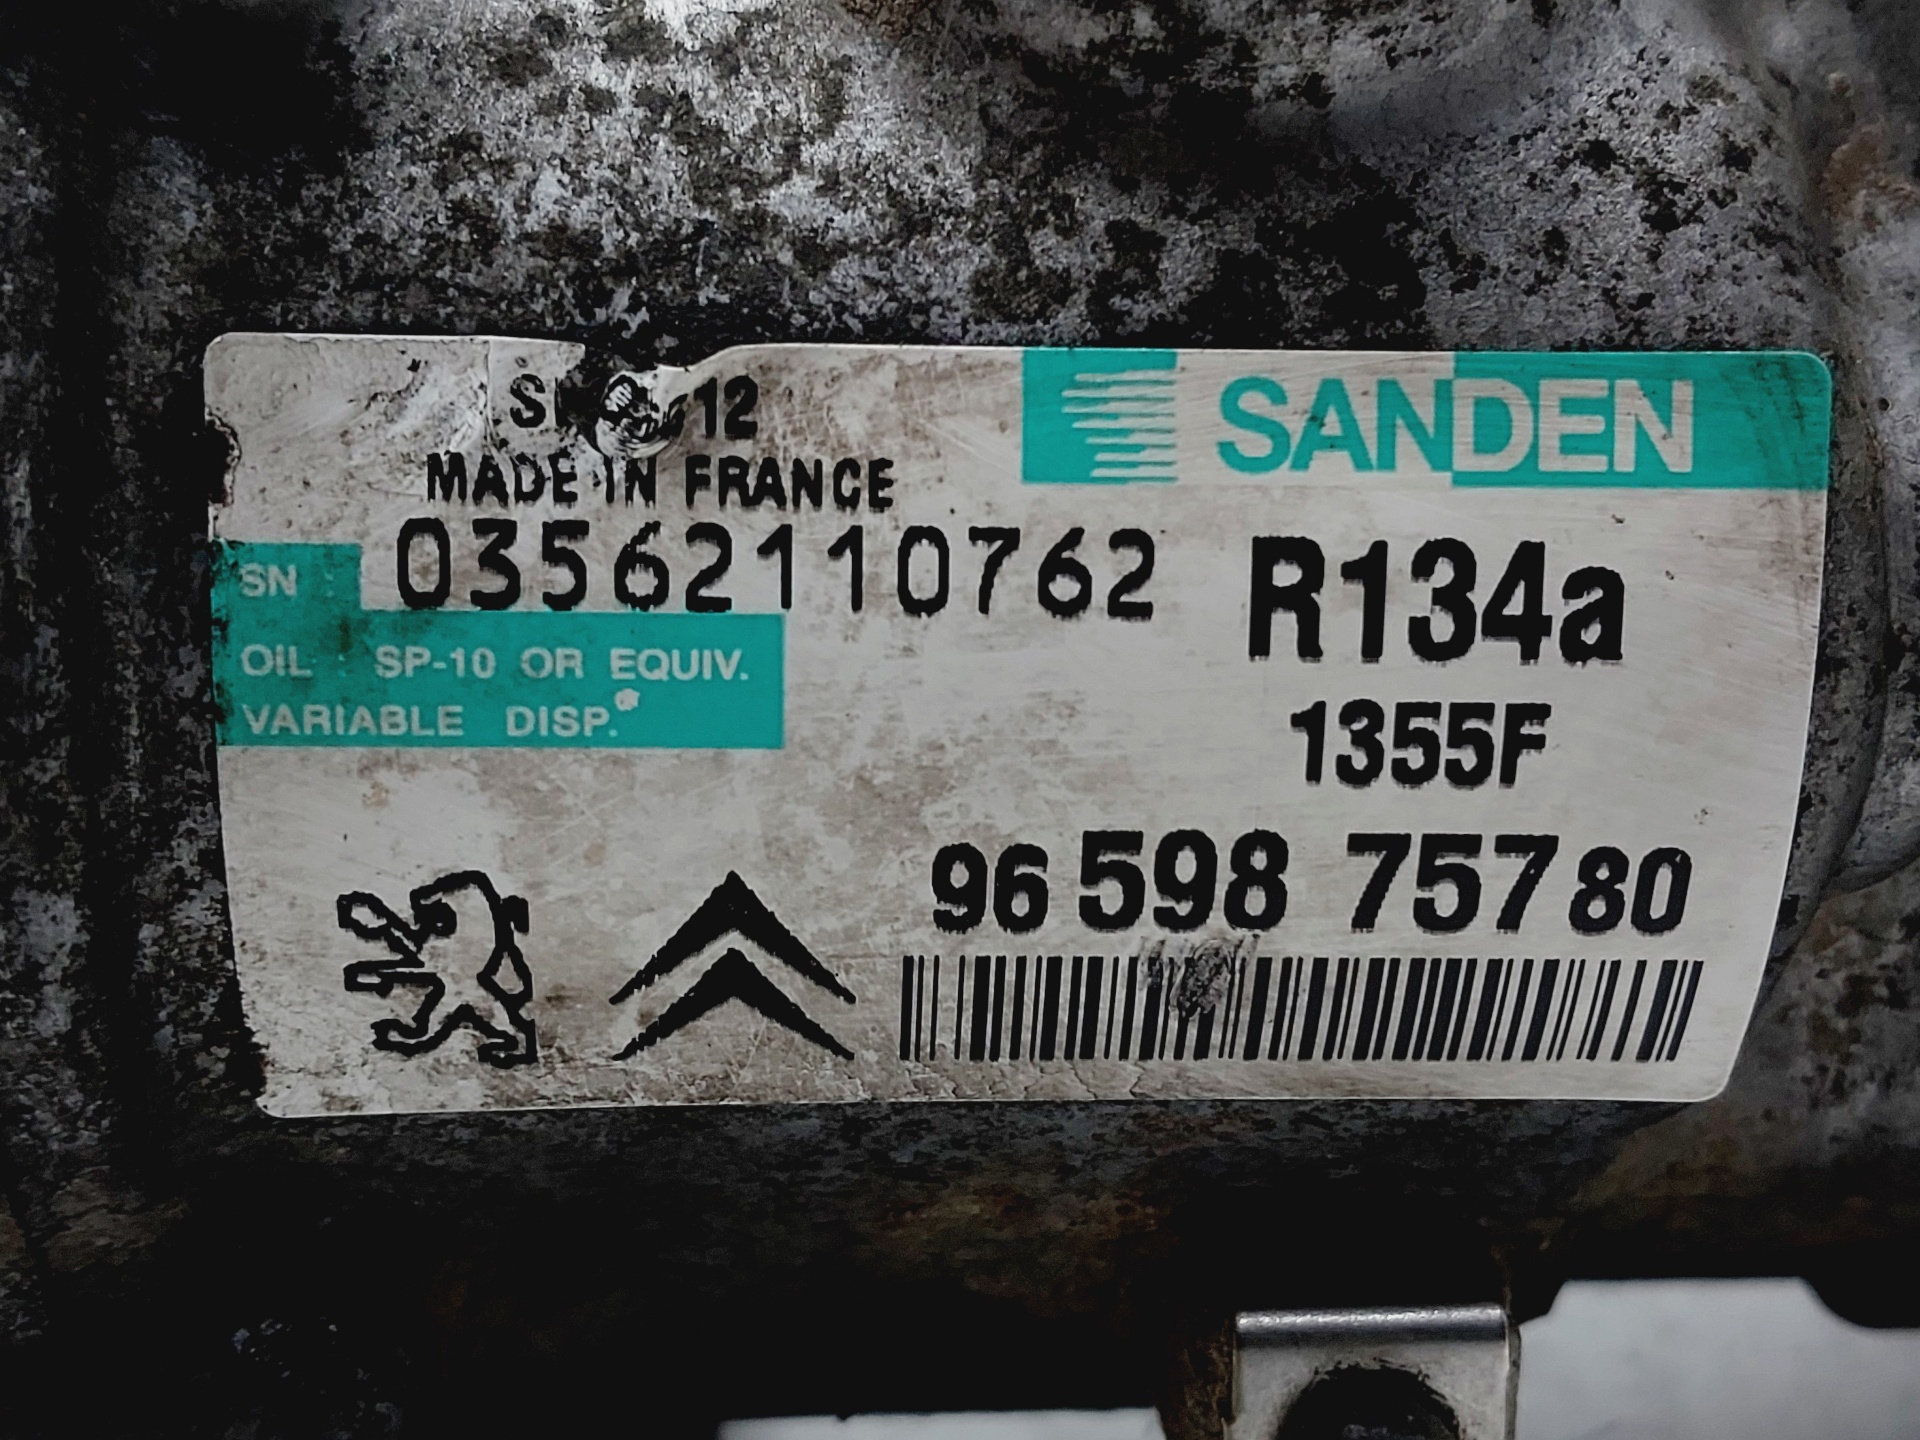 SANDEN
MADE IN FRANCE
SN 03562110762
R134a
OIL : SP-10 OR EQUIV.
VARIABLE DISP.
1355F
96 598 757 80